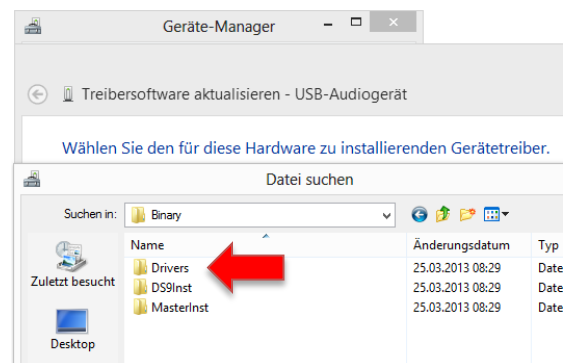 Geräte-Manager
Treibersoftware aktualisieren - USB-Audiogerät
Wählen Sie den für diese Hardware zu installierenden Gerätetreiber.
Datei suchen
Suchen in: Binary
Name Änderungsdatum Typ
Zuletzt besucht
Desktop
Drivers 25.03.2013 08:29 Date
DS9Inst 25.03.2013 08:29 Date
MasterInst 25.03.2013 08:29 Date